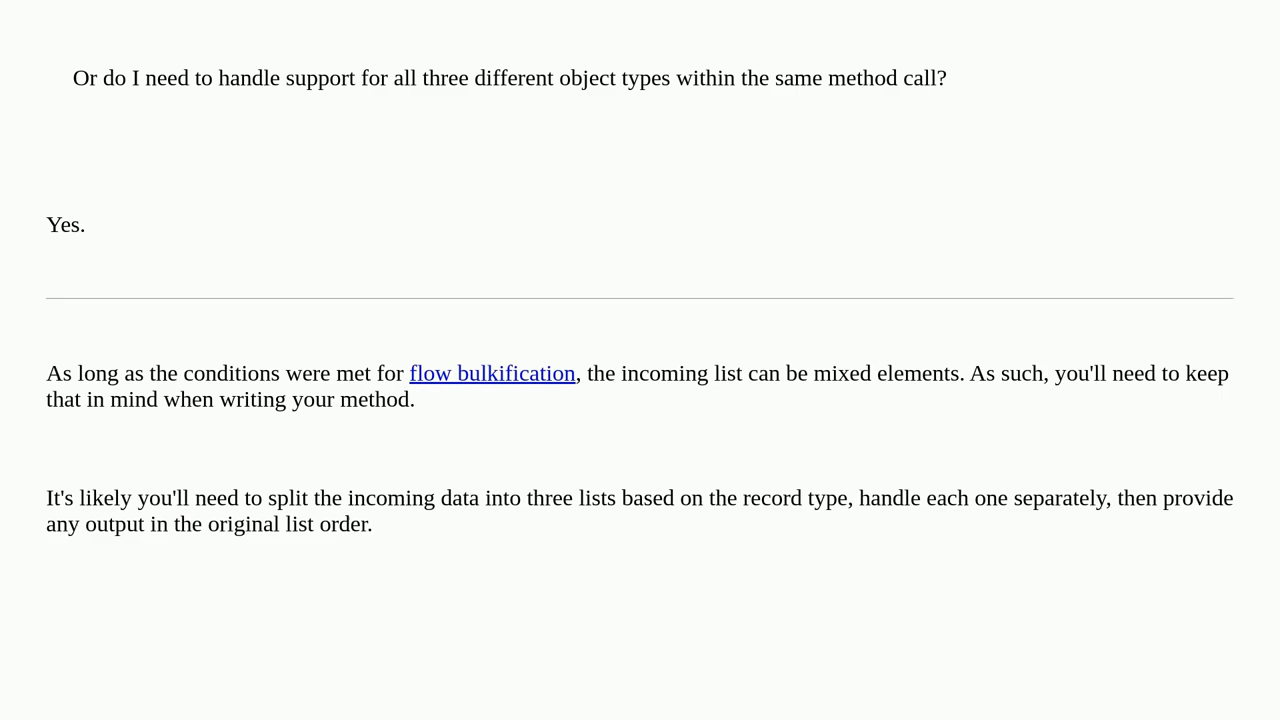 Or do I need to handle support for all three different object types within the same method call?
Yes.
As long as the conditions were met for flow bulkification, the incoming list can be mixed elements. As such, you'll need to keep
that in mind when writing your method.
It's likely you'll need to split the incoming data into three lists based on the record type, handle each one separately, then provide
any output in the original list order.